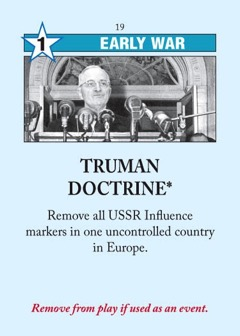 19
1
EARLY WAR
TRUMAN
DOCTRINE*
Remove all USSR Influence
markers in one uncontrolled country
in Europe.
Remove from play if used as an event.